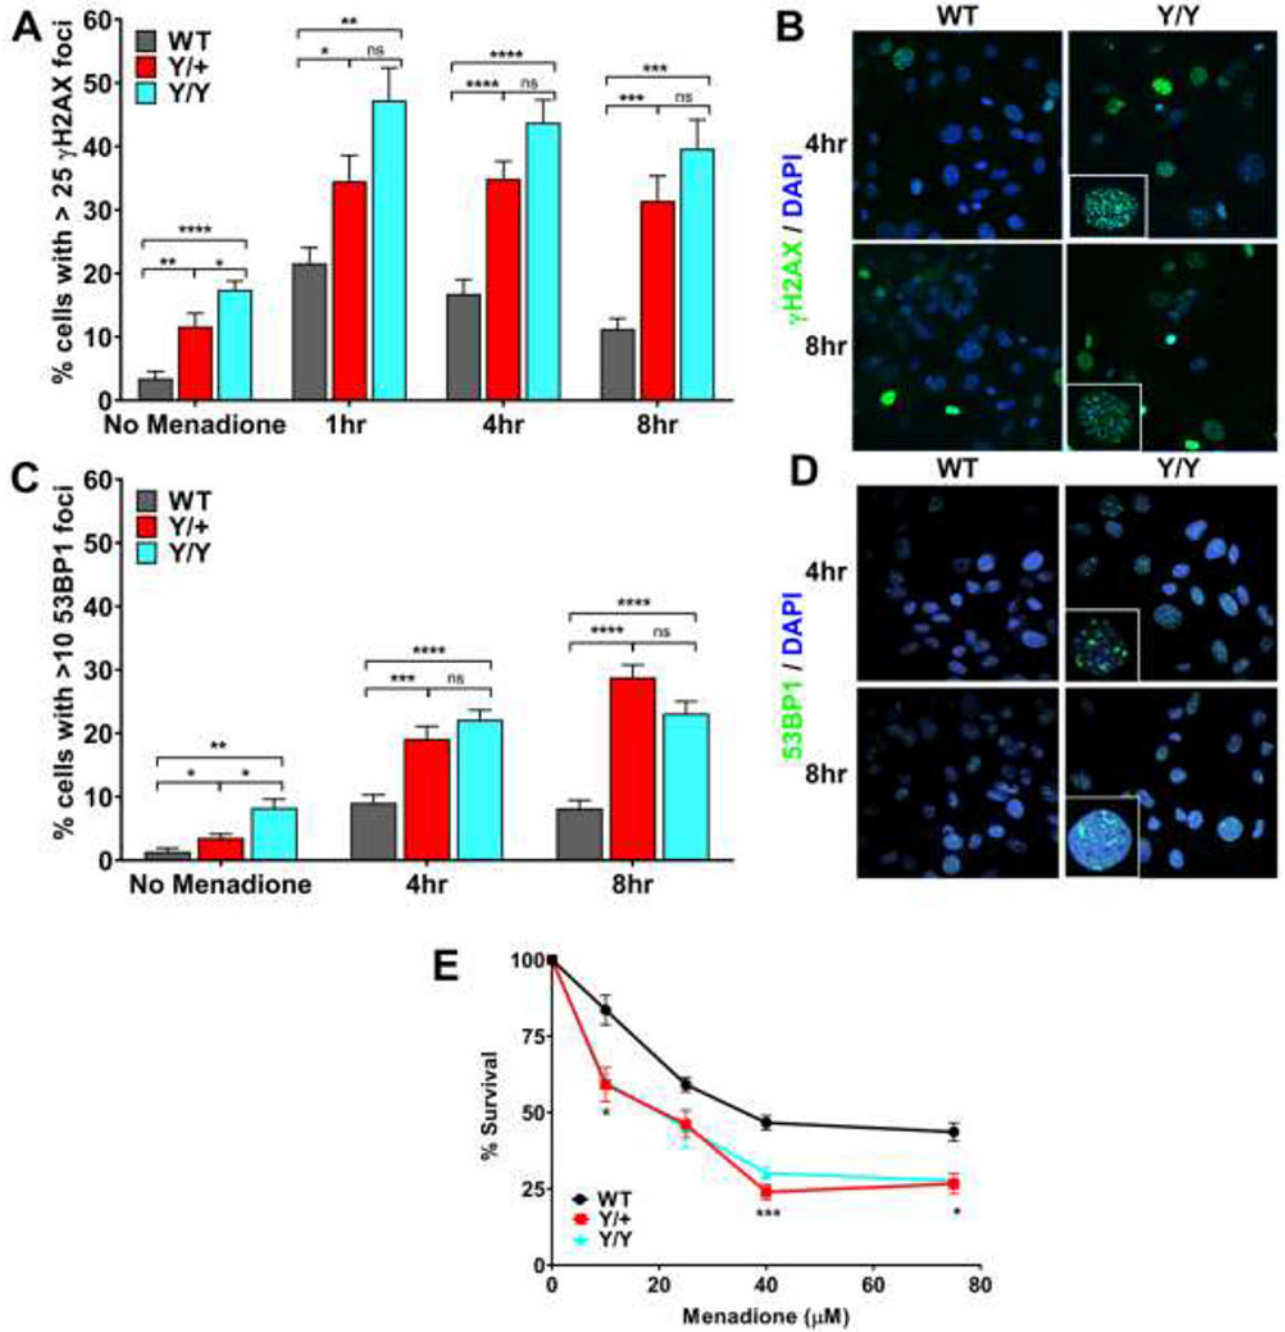 A
% cells with > 25 γH2AX foci
60
50
40
30
20
10
0
WT
Y/+
Y/Y
****
**
*
**
*
ns
****
****
ns
***
***
ns
No Menadione
1hr
4hr
8hr
B
WT
Y/Y
4hr
8hr
γH2AX / DAPI
C
% cells with >10 53BP1 foci
60
50
40
30
20
10
0
WT
Y/+
Y/Y
**
*
*
****
***
ns
****
****
ns
No Menadione
4hr
8hr
D
WT
Y/Y
4hr
8hr
53BP1 / DAPI
E
% Survival
100
75
50
25
0
*
***
*
WT
Y/+
Y/Y
0
20
40
60
80
Menadione (μM)